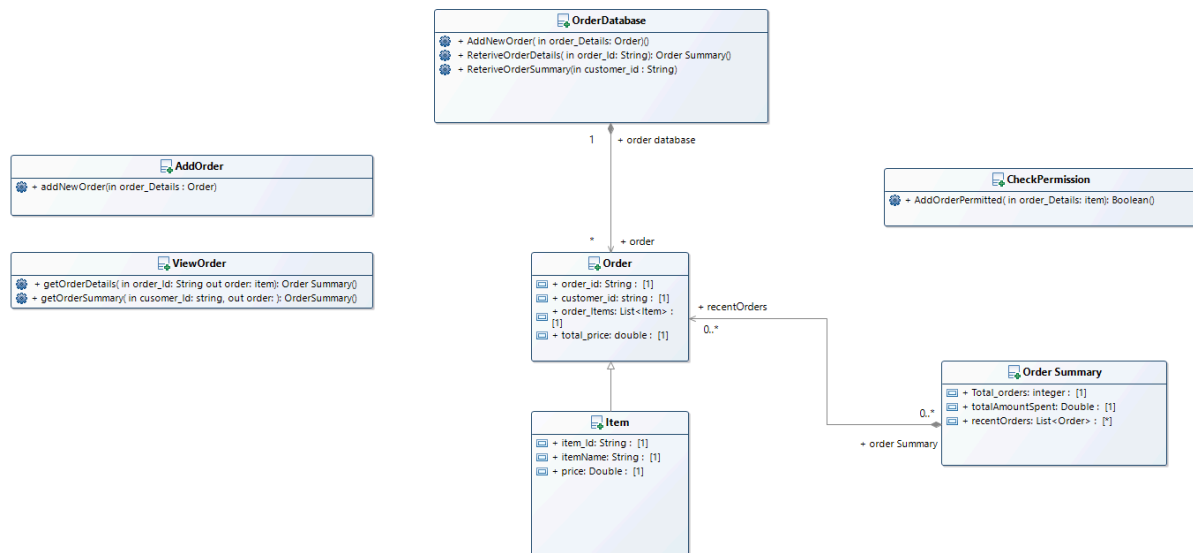 OrderDatabase
+ AddNewOrder( in order_Details: Order)()
+ ReteriveOrderDetails( in order_Id: String): Order Summary()
+ ReteriveOrderSummary(in customer_id : String)
1
+ order database
AddOrder
+ addNewOrder(in order_Details : Order)
CheckPermission
+ AddOrderPermitted( in order_Details: item): Boolean()
ViewOrder
+ getOrderDetails( in order_Id: String out order: item): Order Summary()
+ getOrderSummary( in cusomer_Id: string, out order: ): OrderSummary()
*
+ order
Order
+ order_id: String : [1]
+ customer_id: string : [1]
+ order_Items: List<Item> :
[1]
+ total_price: double : [1]
+ recentOrders
0..*
Order Summary
+ Total_orders: integer : [1]
+ totalAmountSpent: Double : [1]
+ recentOrders: List<Order> : [*]
0..*
+ order Summary
Item
+ item_Id: String : [1]
+ itemName: String : [1]
+ price: Double : [1]